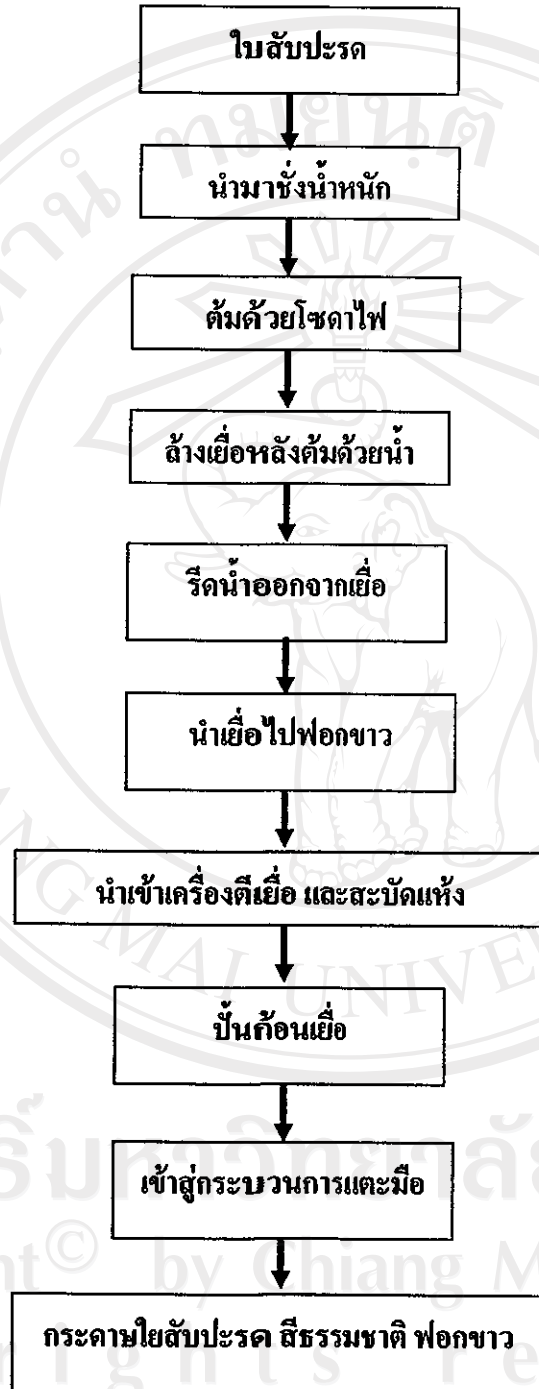 ใบสับปะรด
นำมาชั่งน้ำหนัก
ต้มด้วยโซดาไฟ
ล้างเยื่อหลังต้มด้วยน้ำ
รีดน้ำออกจากเยื่อ
นำเยื่อไปฟอกขาว
นำเข้าเครื่องตีเยื่อ และสะบัดแห้ง
ปั้นก้อนเยื่อ
เข้าสู่กระบวนการแตะมือ
กระดาษใยสับปะรด สีธรรมชาติ ฟอกขาว